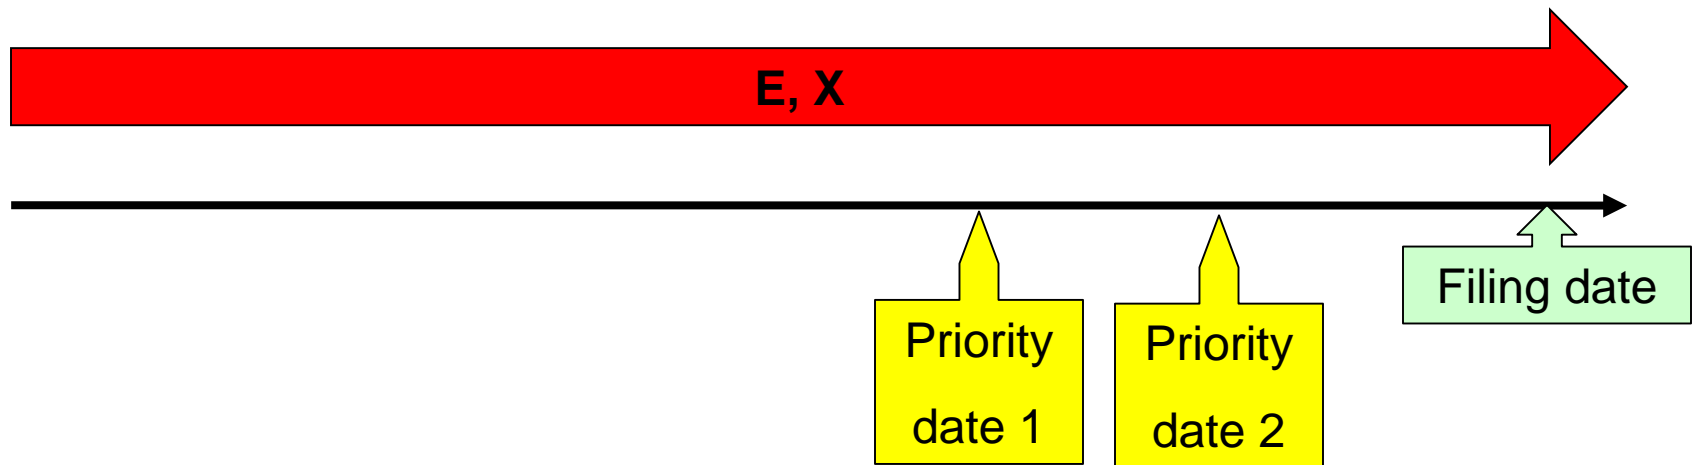 E, X
Filing date
Priority
date 1
Priority
date 2